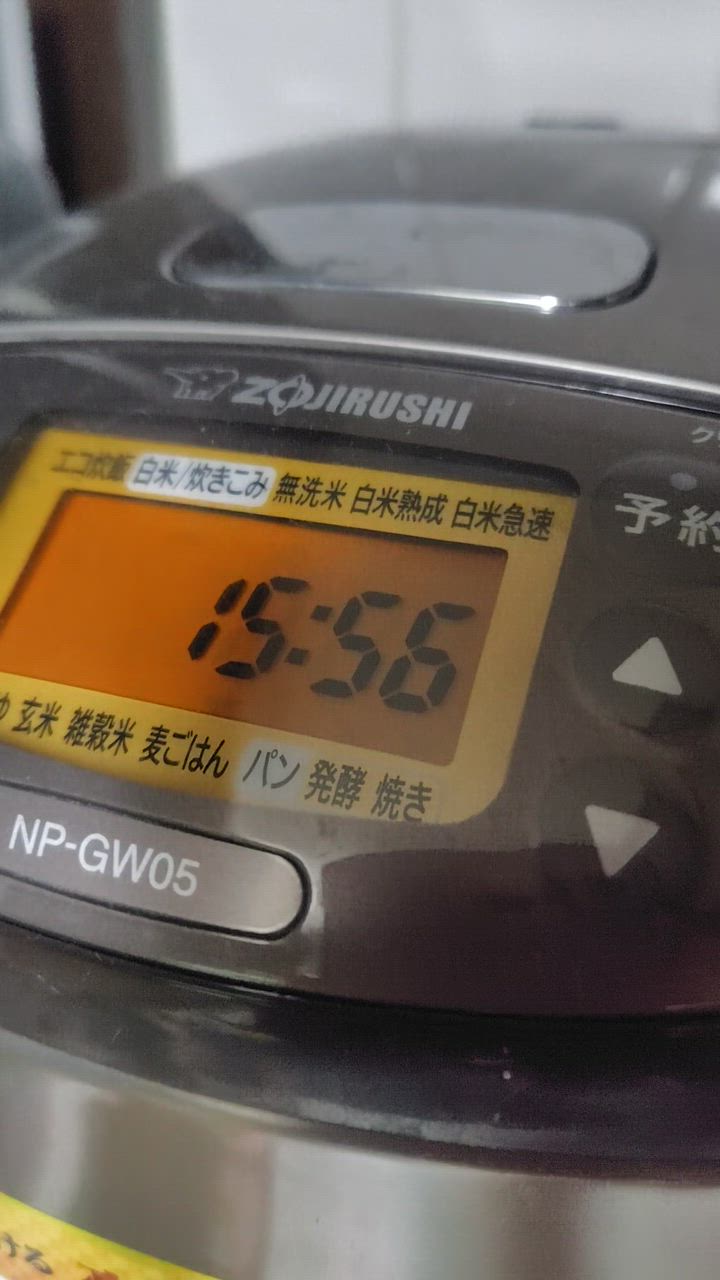 ZOJIRUSHI
エコ炊飯 白米/炊きこみ 無洗米 白米熟成 白米急速
予約
15:56
玄米 雑穀米 麦ごはん パン 発酵 焼き
NP-GW05